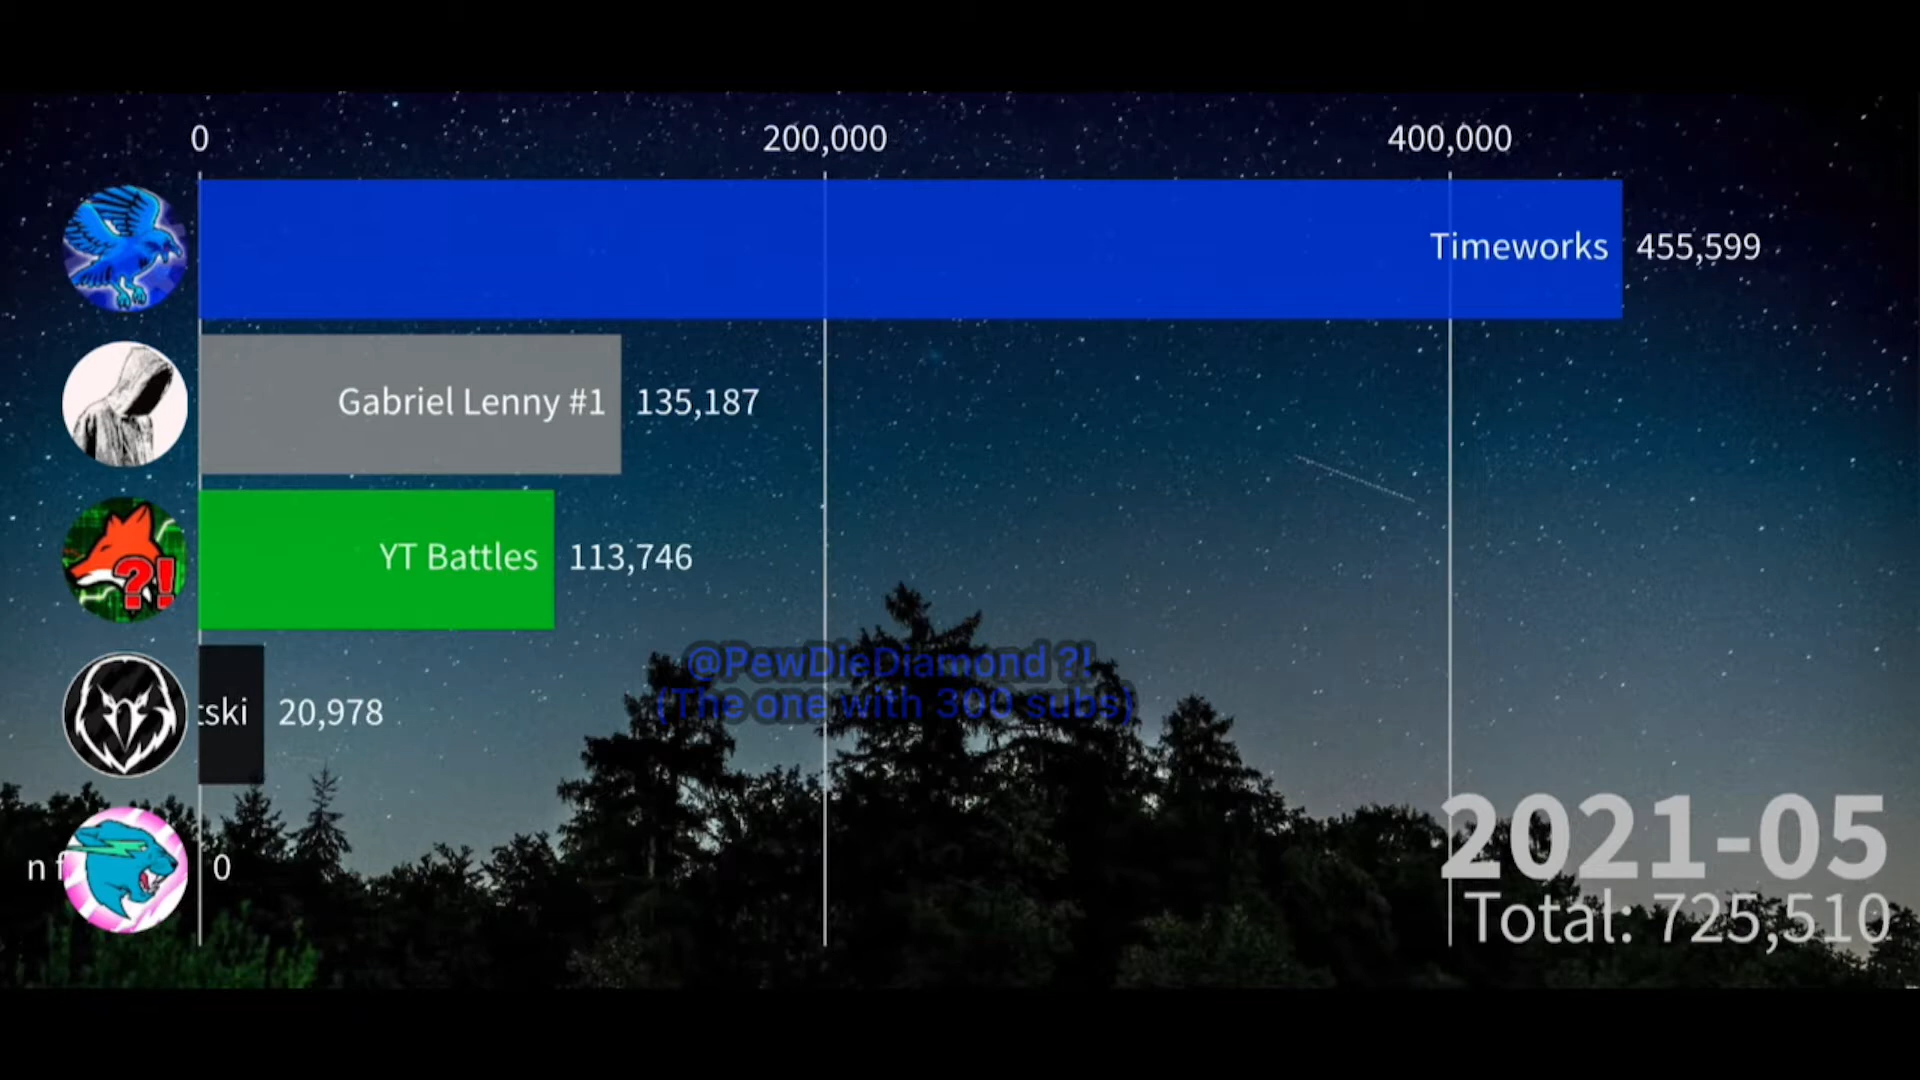 0 200,000 400,000
Timeworks 455,599
Gabriel Lenny #1 135,187
?!
YT Battles 113,746
@PewDieDiamond ?!
(The one with 300 subs)
tski 20,978
2021-05
n f 0
Total: 725,510